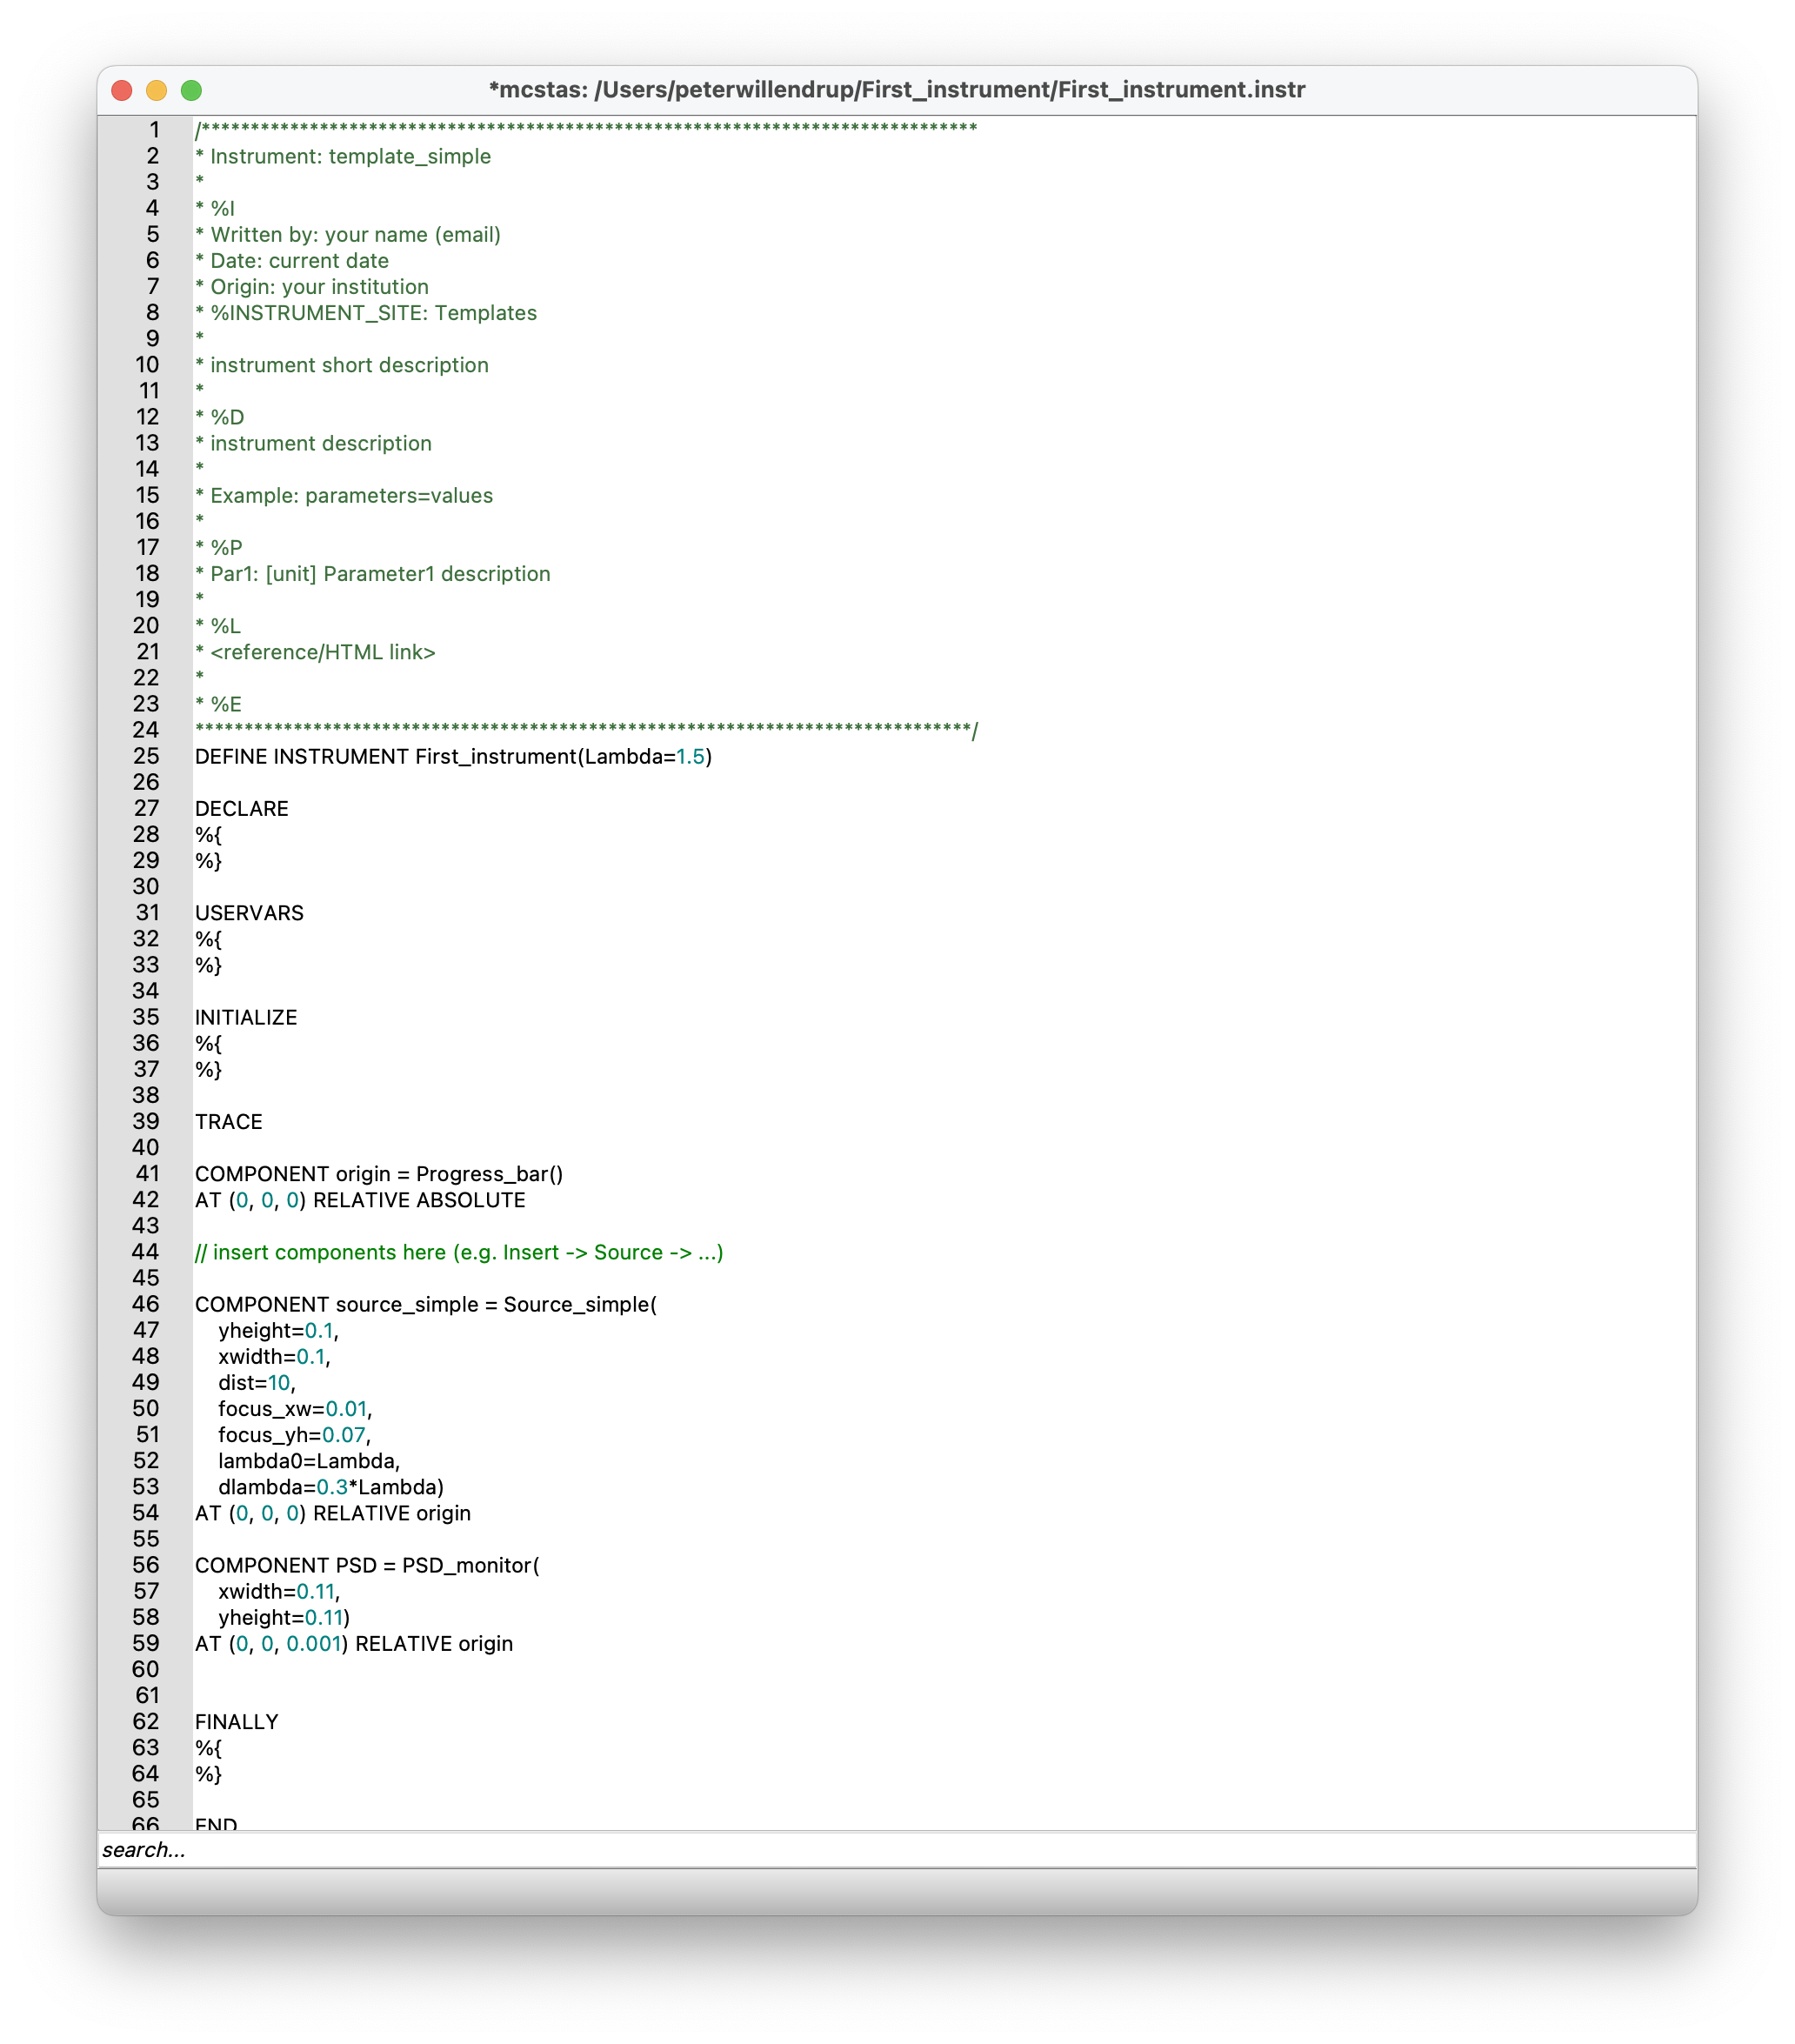 *mcstas: /Users/peterwillendrup/First_instrument/First_instrument.instr
1 /*******************************************************************************
2 * Instrument: template_simple
3 *
4 * %I
5 * Written by: your name (email)
6 * Date: current date
7 * Origin: your institution
8 * %INSTRUMENT_SITE: Templates
9 *
10 * instrument short description
11 *
12 * %D
13 * instrument description
14 *
15 * Example: parameters=values
16 *
17 * %P
18 * Par1: [unit] Parameter1 description
19 *
20 * %L
21 * <reference/HTML link>
22 *
23 * %E
24 *******************************************************************************/
25 DEFINE INSTRUMENT First_instrument(Lambda=1.5)
26
27 DECLARE
28 %{
29 %}
30
31 USERVARS
32 %{
33 %}
34
35 INITIALIZE
36 %{
37 %}
38
39 TRACE
40
41 COMPONENT origin = Progress_bar()
42 AT (0, 0, 0) RELATIVE ABSOLUTE
43
44 // insert components here (e.g. Insert -> Source -> ...)
45
46 COMPONENT source_simple = Source_simple(
47     yheight=0.1,
48     xwidth=0.1,
49     dist=10,
50     focus_xw=0.01,
51     focus_yh=0.07,
52     lambda0=Lambda,
53     dlambda=0.3*Lambda)
54 AT (0, 0, 0) RELATIVE origin
55
56 COMPONENT PSD = PSD_monitor(
57     xwidth=0.11,
58     yheight=0.11)
59 AT (0, 0, 0.001) RELATIVE origin
60
61
62 FINALLY
63 %{
64 %}
65
66 END
search...